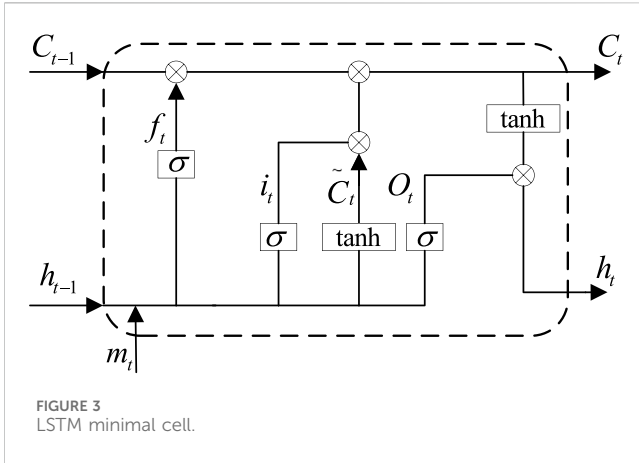 C_{t-1} C_t
f_t tanh
σ i_t C̃_t O_t
σ tanh σ
h_{t-1} h_t
m_t
FIGURE 3
LSTM minimal cell.